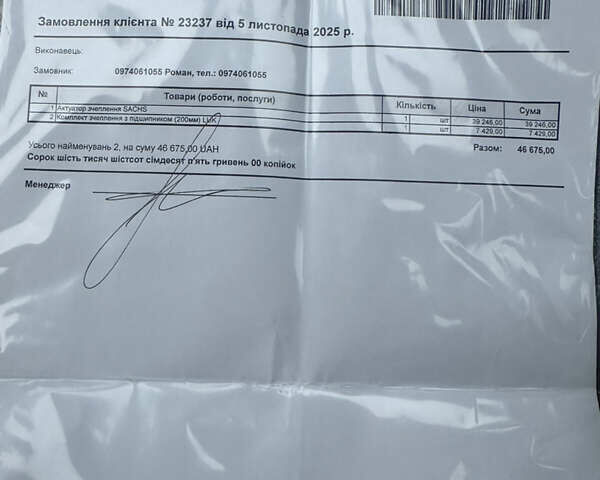 Замовлення клієнта № 23237 від 5 листопада 2025 р.
Виконавець:
Замовник: 0974061055 Роман, тел.: 0974061055
№ Товари (роботи, послуги) Кількість Ціна Сума
1 Актуатор зчеплення SACHS 1 шт 39 246,00 39 246,00
2 Комплект зчеплення з підшипником (200мм) LUK 1 шт 7 429,00 7 429,00
Усього найменувань 2, на суму 46 675,00 UAH Разом: 46 675,00
Сорок шість тисяч шістсот сімдесят п'ять гривень 00 копійок
Менеджер